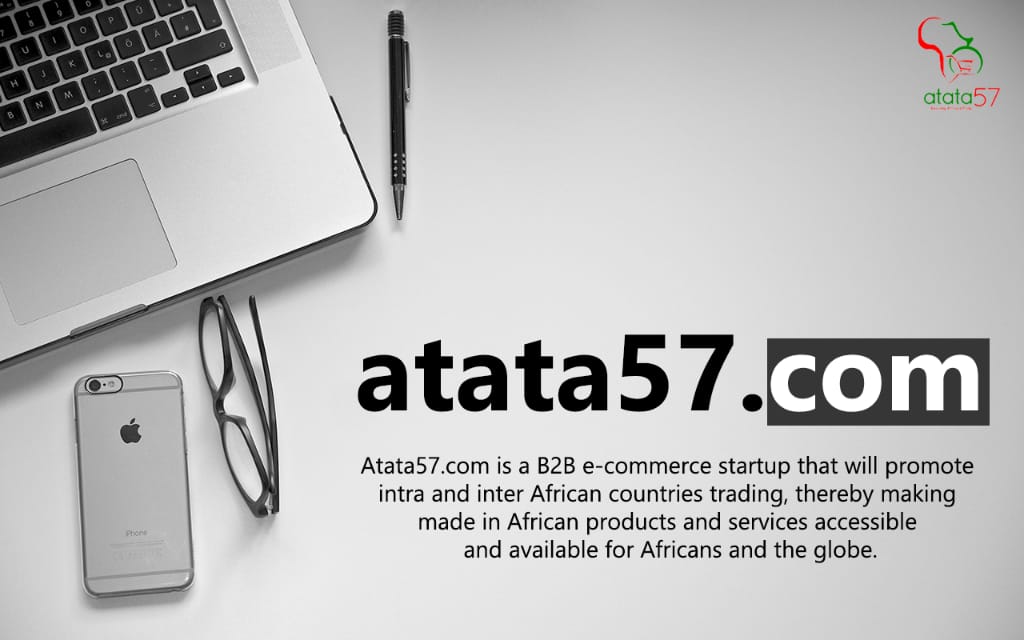 atata57
atata57.com
Atata57.com is a B2B e-commerce startup that will promote
intra and inter African countries trading, thereby making
made in African products and services accessible
and available for Africans and the globe.
iPhone